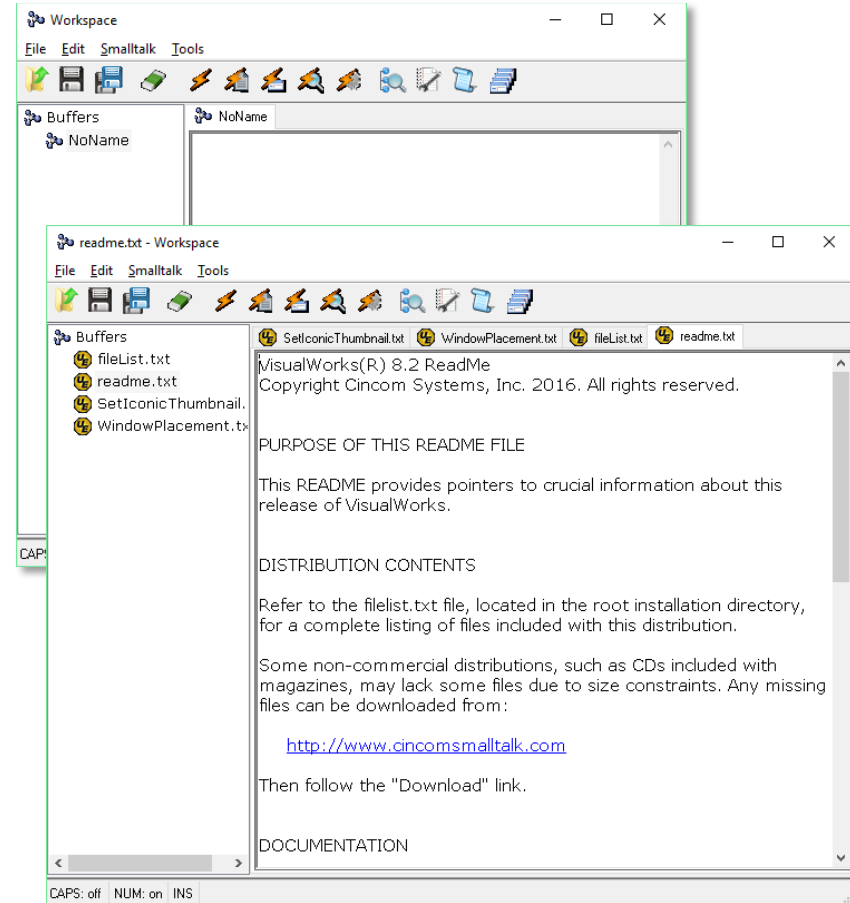 Workspace
File Edit Smalltalk Tools
Buffers
NoName
NoName
readme.txt - Workspace
File Edit Smalltalk Tools
Buffers
fileList.txt
readme.txt
SetIconicThumbnail.
WindowPlacement.tx
SetIconicThumbnail.txt WindowPlacement.txt fileList.txt readme.txt
VisualWorks(R) 8.2 ReadMe
Copyright Cincom Systems, Inc. 2016. All rights reserved.
PURPOSE OF THIS README FILE
This README provides pointers to crucial information about this
release of VisualWorks.
DISTRIBUTION CONTENTS
Refer to the filelist.txt file, located in the root installation directory,
for a complete listing of files included with this distribution.
Some non-commercial distributions, such as CDs included with
magazines, may lack some files due to size constraints. Any missing
files can be downloaded from:
http://www.cincomsmalltalk.com
Then follow the "Download" link.
DOCUMENTATION
CAPS
CAPS: off NUM: on INS